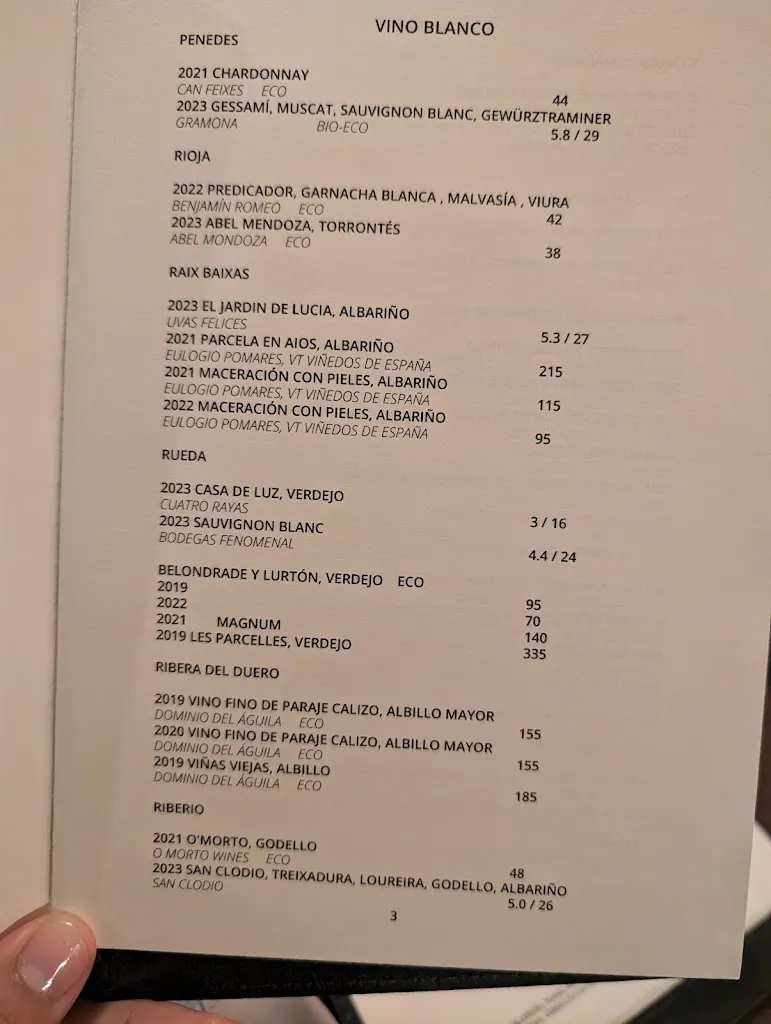 VINO BLANCO
PENEDES
2021 CHARDONNAY
CAN FEIXES ECO 44
2023 GESSAMÍ, MUSCAT, SAUVIGNON BLANC, GEWÜRZTRAMINER
GRAMONA BIO-ECO 5.8 / 29
RIOJA
2022 PREDICADOR, GARNACHA BLANCA , MALVASÍA , VIURA
BENJAMÍN ROMEO ECO 42
2023 ABEL MENDOZA, TORRONTÉS
ABEL MONDOZA ECO 38
RAIX BAIXAS
2023 EL JARDIN DE LUCIA, ALBARIÑO
UVAS FELICES 5.3 / 27
2021 PARCELA EN AIOS, ALBARIÑO
EULOGIO POMARES, VT VIÑEDOS DE ESPAÑA 215
2021 MACERACIÓN CON PIELES, ALBARIÑO
EULOGIO POMARES, VT VIÑEDOS DE ESPAÑA 115
2022 MACERACIÓN CON PIELES, ALBARIÑO
EULOGIO POMARES, VT VIÑEDOS DE ESPAÑA 95
RUEDA
2023 CASA DE LUZ, VERDEJO
CUATRO RAYAS 3 / 16
2023 SAUVIGNON BLANC
BODEGAS FENOMENAL 4.4 / 24
BELONDRADE Y LURTÓN, VERDEJO ECO
2019 95
2022 70
2021 MAGNUM 140
2019 LES PARCELLES, VERDEJO 335
RIBERA DEL DUERO
2019 VINO FINO DE PARAJE CALIZO, ALBILLO MAYOR
DOMINIO DEL ÁGUILA ECO 155
2020 VINO FINO DE PARAJE CALIZO, ALBILLO MAYOR
DOMINIO DEL ÁGUILA ECO 155
2019 VIÑAS VIEJAS, ALBILLO
DOMINIO DEL ÁGUILA ECO 185
RIBERIO
2021 O'MORTO, GODELLO
O MORTO WINES ECO 48
2023 SAN CLODIO, TREIXADURA, LOUREIRA, GODELLO, ALBARIÑO
SAN CLODIO 5.0 / 26
3